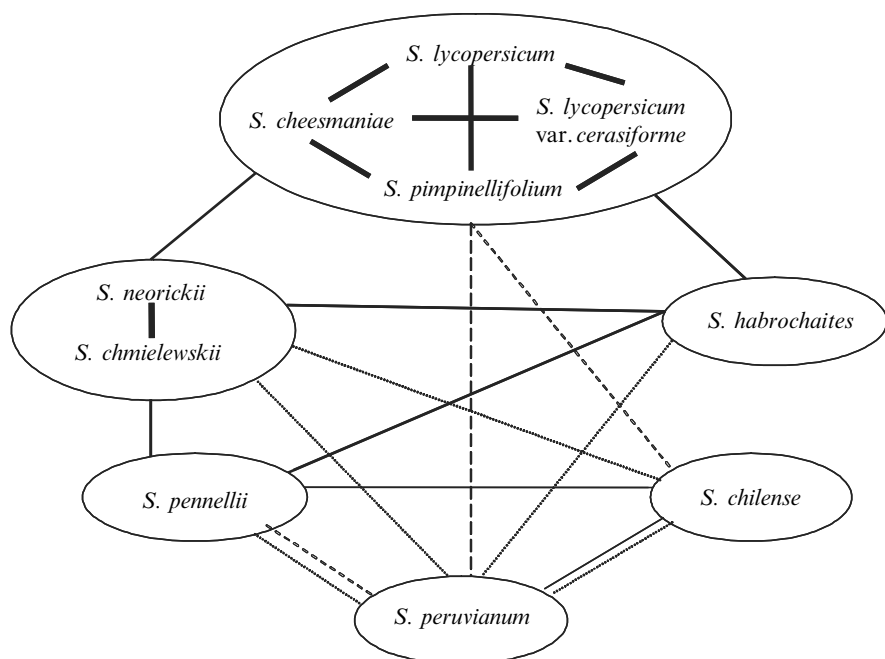 S. lycopersicum
S. cheesmaniae
S. lycopersicum
var. cerasiforme
S. pimpinellifolium
S. neorickii
S. chmielewskii
S. habrochaites
S. pennellii
S. chilense
S. peruvianum